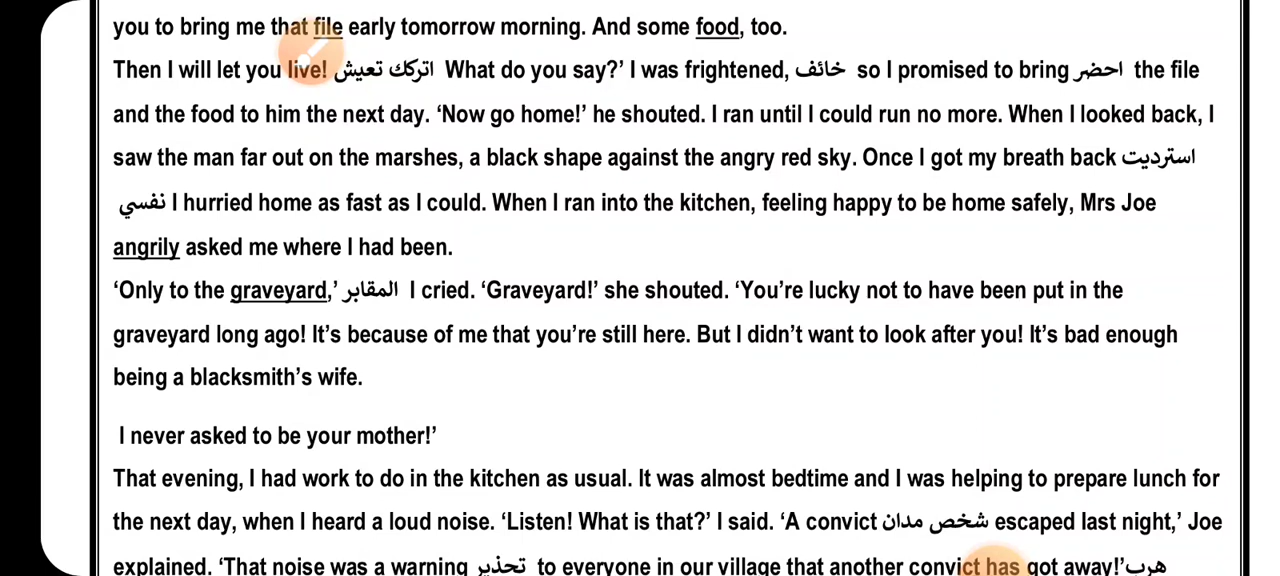 you to bring me that file early tomorrow morning. And some food, too.
Then I will let you live! اتركك تعيش What do you say?’ I was frightened, خائف so I promised to bring احضر the file
and the food to him the next day. ‘Now go home!’ he shouted. I ran until I could run no more. When I looked back, I
saw the man far out on the marshes, a black shape against the angry red sky. Once I got my breath back استرديت
نفسي I hurried home as fast as I could. When I ran into the kitchen, feeling happy to be home safely, Mrs Joe
angrily asked me where I had been.
‘Only to the graveyard,’ المقابر I cried. ‘Graveyard!’ she shouted. ‘You’re lucky not to have been put in the
graveyard long ago! It’s because of me that you’re still here. But I didn’t want to look after you! It’s bad enough
being a blacksmith’s wife.
I never asked to be your mother!’
That evening, I had work to do in the kitchen as usual. It was almost bedtime and I was helping to prepare lunch for
the next day, when I heard a loud noise. ‘Listen! What is that?’ I said. ‘A convict شخص مدان escaped last night,’ Joe
explained. ‘That noise was a warning تحذير to everyone in our village that another convict has got away!’هرب